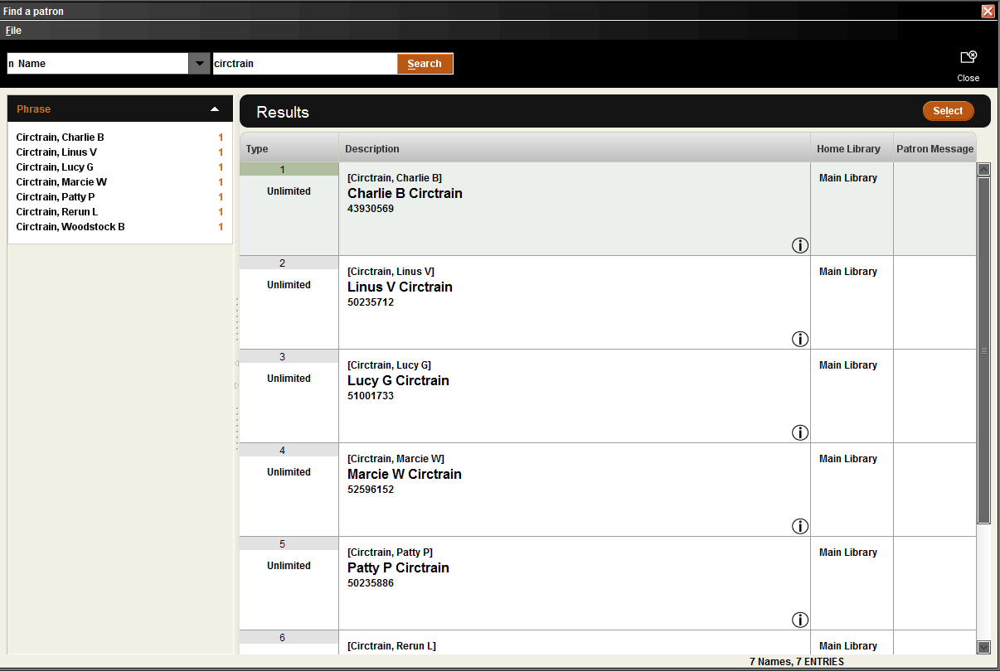 Find a patron
File
n Name
circtrain
Search
Close
Phrase
Circtrain, Charlie B 1
Circtrain, Linus V 1
Circtrain, Lucy G 1
Circtrain, Marcie W 1
Circtrain, Patty P 1
Circtrain, Rerun L 1
Circtrain, Woodstock B 1
Results
Select
Type Description Home Library Patron Message
1
Unlimited
[Circtrain, Charlie B]
Charlie B Circtrain
43930569
Main Library
2
Unlimited
[Circtrain, Linus V]
Linus V Circtrain
50235712
Main Library
3
Unlimited
[Circtrain, Lucy G]
Lucy G Circtrain
51001733
Main Library
4
Unlimited
[Circtrain, Marcie W]
Marcie W Circtrain
52596152
Main Library
5
Unlimited
[Circtrain, Patty P]
Patty P Circtrain
50235886
Main Library
6
[Circtrain, Rerun L]
Main Library
7 Names, 7 ENTRIES